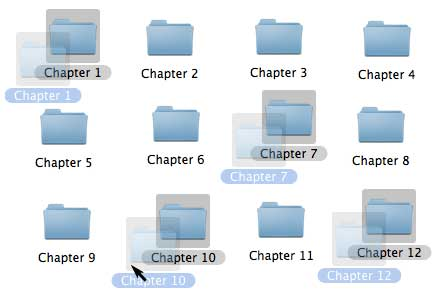 Chapter 1
Chapter 2
Chapter 3
Chapter 4
Chapter 1
Chapter 5
Chapter 6
Chapter 7
Chapter 8
Chapter 7
Chapter 9
Chapter 10
Chapter 11
Chapter 12
Chapter 10
Chapter 12